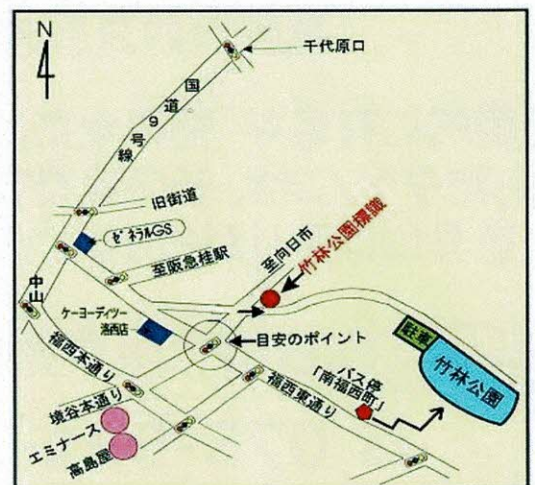 N
千代原口
国道9号線
旧街道
ゼネラルGS
至阪急桂駅
中山
ケーヨーデイツー
洛西店
至向日市
竹林公園標識
目安のポイント
福西本通り
福西東通り
バス停
「南福西町」
駐車
竹林公園
境谷本通り
エミナース
高島屋